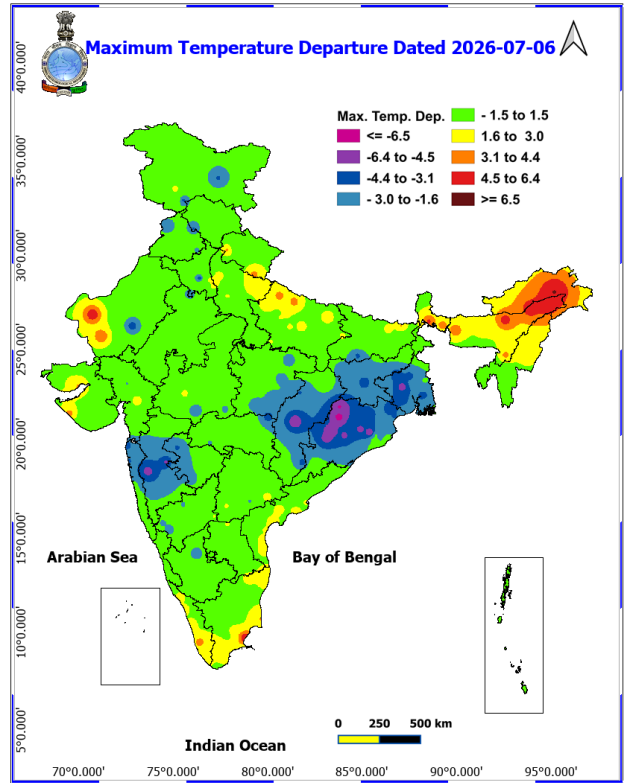 Maximum Temperature Departure Dated 2026-07-06
Max. Temp. Dep.
<= -6.5
-6.4 to -4.5
-4.4 to -3.1
- 3.0 to -1.6
- 1.5 to 1.5
1.6 to 3.0
3.1 to 4.4
4.5 to 6.4
>= 6.5
40°0.000'
35°0.000'
30°0.000'
25°0.000'
20°0.000'
15°0.000'
10°0.000'
5°0.000'
Arabian Sea
Bay of Bengal
Indian Ocean
0 250 500 km
70°0.000' 75°0.000' 80°0.000' 85°0.000' 90°0.000' 95°0.000'